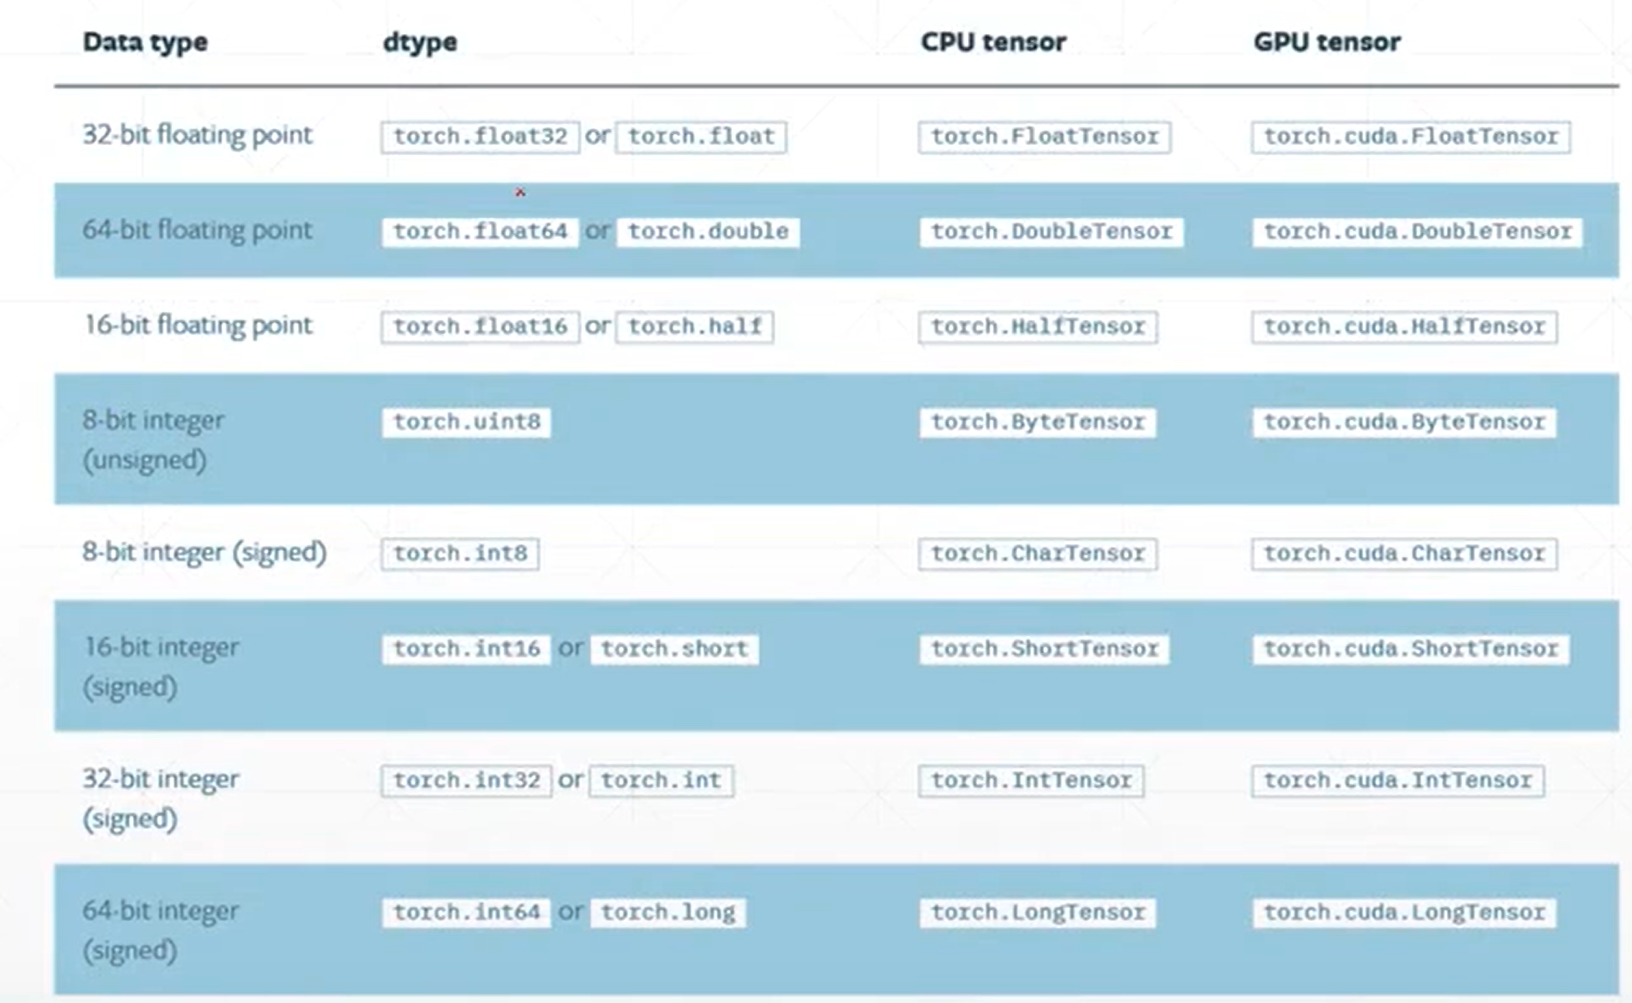 Data type dtype CPU tensor GPU tensor
32-bit floating point torch.float32 or torch.float torch.FloatTensor torch.cuda.FloatTensor
64-bit floating point torch.float64 or torch.double torch.DoubleTensor torch.cuda.DoubleTensor
16-bit floating point torch.float16 or torch.half torch.HalfTensor torch.cuda.HalfTensor
8-bit integer torch.uint8 torch.ByteTensor torch.cuda.ByteTensor
(unsigned)
8-bit integer (signed) torch.int8 torch.CharTensor torch.cuda.CharTensor
16-bit integer torch.int16 or torch.short torch.ShortTensor torch.cuda.ShortTensor
(signed)
32-bit integer torch.int32 or torch.int torch.IntTensor torch.cuda.IntTensor
(signed)
64-bit integer torch.int64 or torch.long torch.LongTensor torch.cuda.LongTensor
(signed)